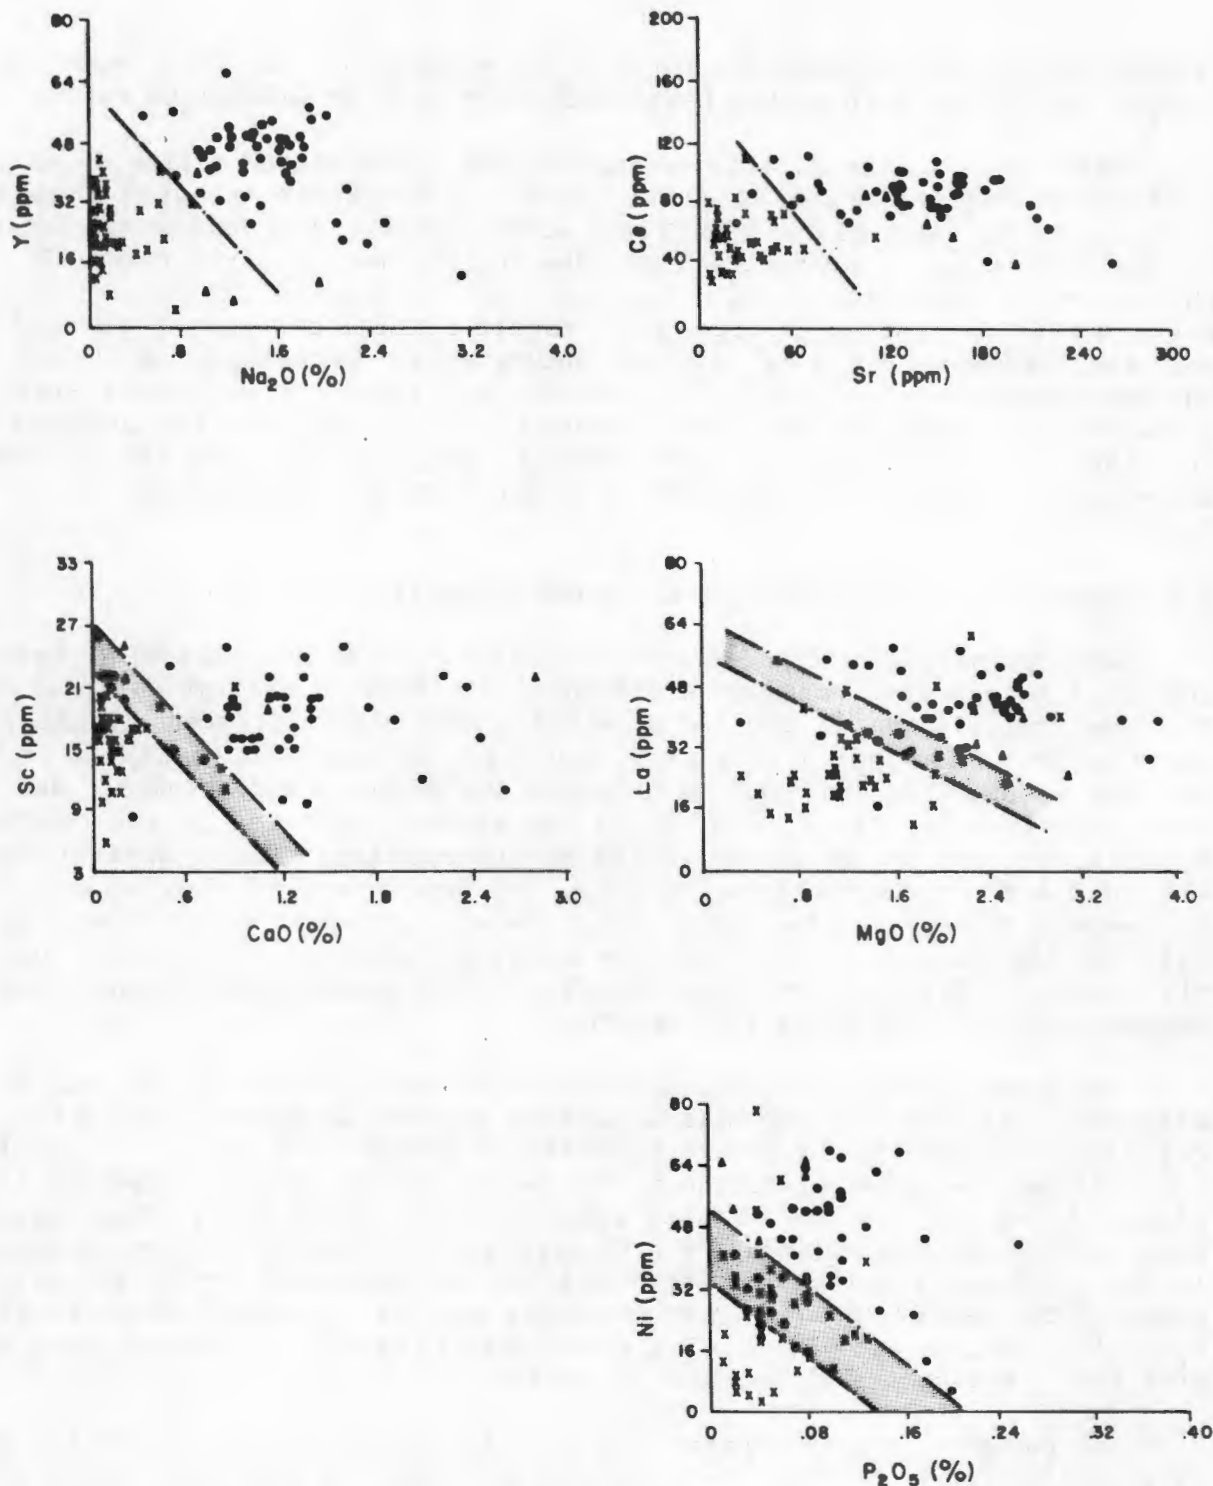 80
64
48
32
16
0
Y (ppm)
0 .8 1.6 2.4 3.2 4.0
Na₂O (%)
200
160
120
80
40
0
Ce (ppm)
0 60 120 180 240 300
Sr (ppm)
33
27
21
15
9
3
Sc (ppm)
0 .6 1.2 1.8 2.4 3.0
CaO (%)
80
64
48
32
16
0
La (ppm)
0 .8 1.6 2.4 3.2 4.0
MgO (%)
80
64
48
32
16
0
Ni (ppm)
0 .08 .16 .24 .32 .40
P₂O₅ (%)